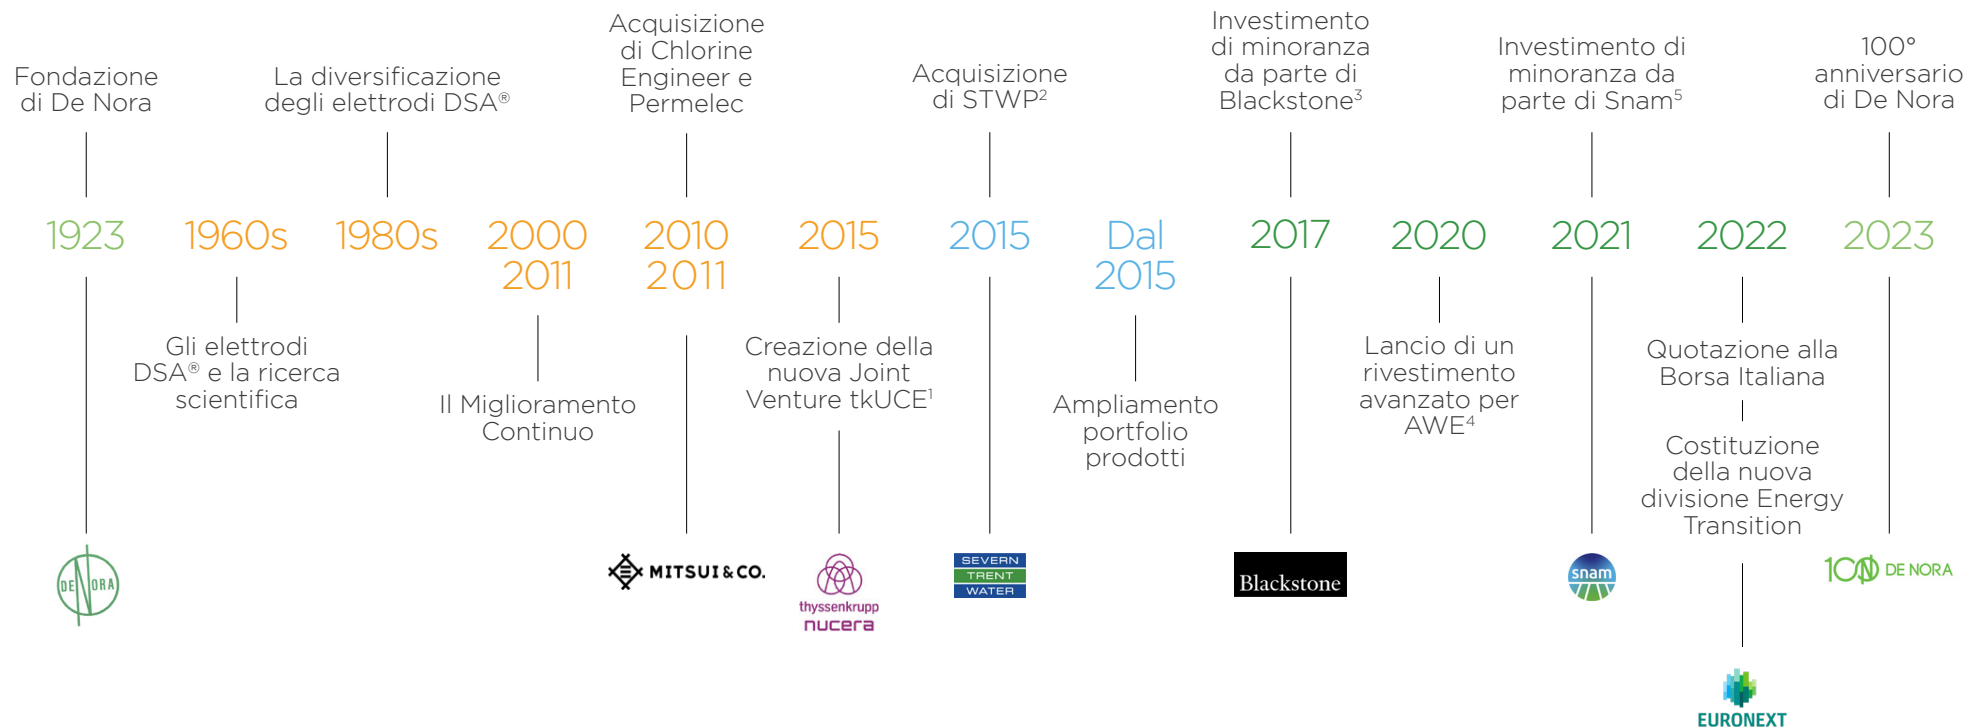 Fondazione
di De Nora
La diversificazione
degli elettrodi DSA®
Acquisizione
di Chlorine
Engineer e
Permelec
Acquisizione
di STWP²
Investimento
di minoranza
da parte di
Blackstone³
Investimento di
minoranza da
parte di Snam⁵
100°
anniversario
di De Nora
1923
1960s
1980s
2000
2011
2010
2011
2015
2015
Dal
2015
2017
2020
2021
2022
2023
Gli elettrodi
DSA® e la ricerca
scientifica
Il Miglioramento
Continuo
Creazione della
nuova Joint
Venture tkUCE¹
Ampliamento
portfolio
prodotti
Lancio di un
rivestimento
avanzato per
AWE⁴
Quotazione alla
Borsa Italiana
Costituzione
della nuova
divisione Energy
Transition
DE NORA
MITSUI & CO.
thyssenkrupp
nucera
SEVERN
TRENT
WATER
Blackstone
snam
100 DE NORA
EURONEXT